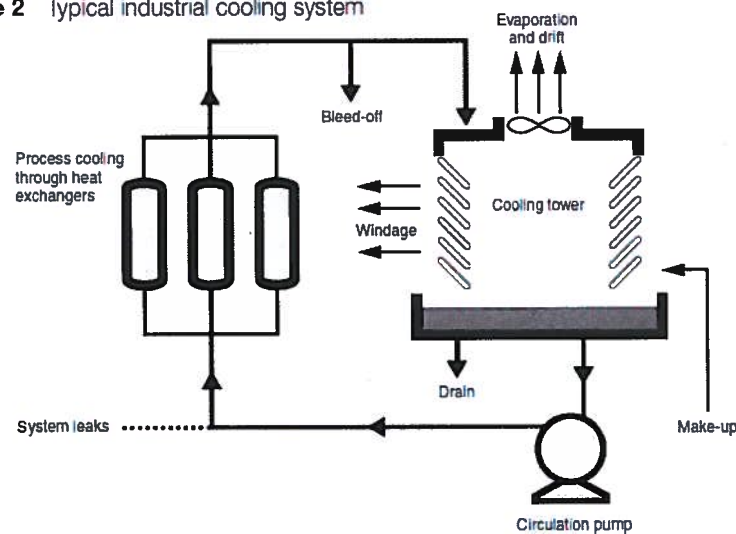 e 2 Typical industrial cooling system
Evaporation
and drift
Bleed-off
Process cooling
through heat
exchangers
Cooling tower
Windage
Drain
System leaks
Make-up
Circulation pump